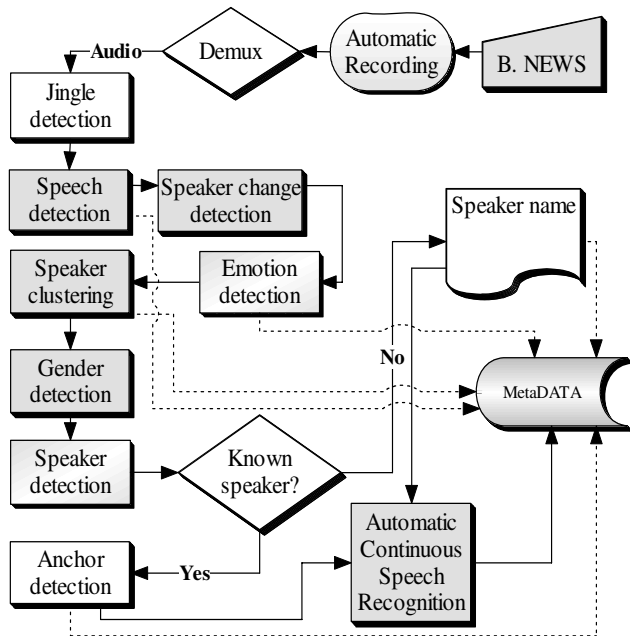 B. NEWS
Automatic
Recording
Demux
Audio
Jingle
detection
Speech
detection
Speaker change
detection
Speaker name
Speaker
clustering
Emotion
detection
No
MetaDATA
Gender
detection
Speaker
detection
Known
speaker?
Automatic
Continuous
Speech
Recognition
Yes
Anchor
detection